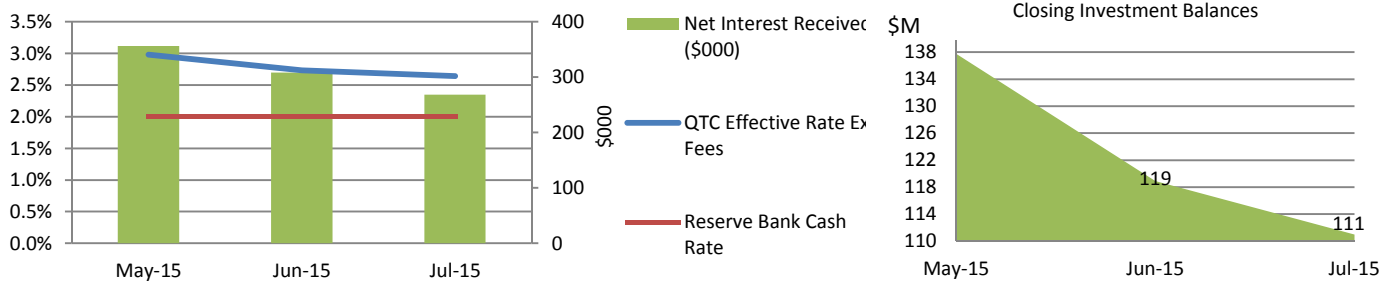 3.5%
3.0%
2.5%
2.0%
1.5%
1.0%
0.5%
0.0%
May-15
Jun-15
Jul-15
400
300
200
100
0
$000
Net Interest Received
($000)
QTC Effective Rate Ex
Fees
Reserve Bank Cash
Rate
Closing Investment Balances
$M
138
134
130
126
122
118
114
110
119
111
May-15
Jun-15
Jul-15